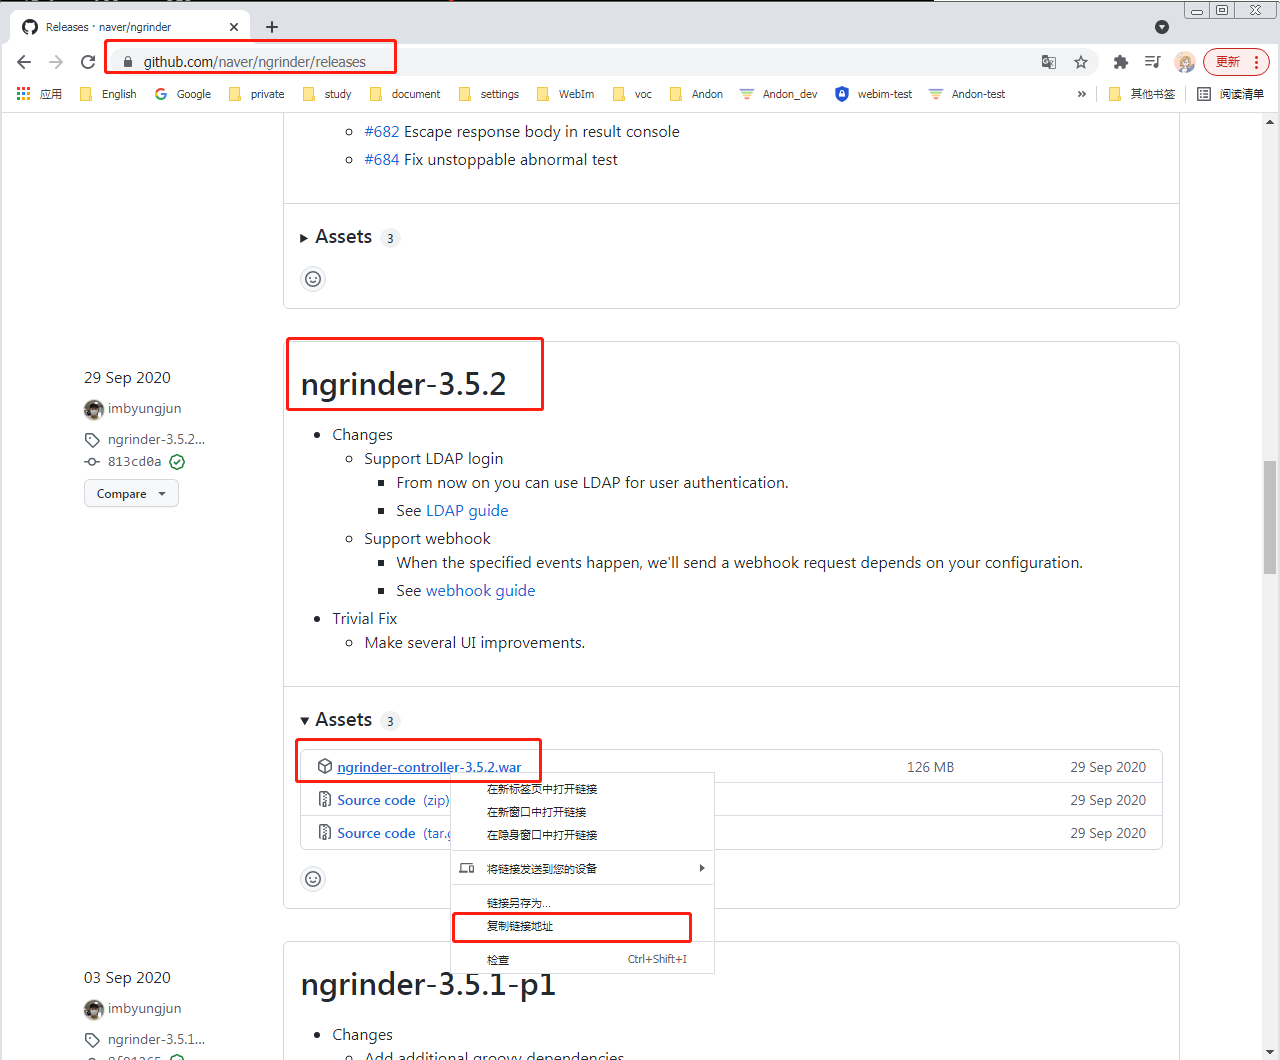 Releases · naver/ngrinder
github.com/naver/ngrinder/releases
更新
应用 English Google private study document settings WebIm voc Andon Andon_dev webim-test Andon-test » 其他书签 阅读清单
#682 Escape response body in result console
#684 Fix unstoppable abnormal test
Assets 3
29 Sep 2020
imbyungjun
ngrinder-3.5.2...
813cd0a
Compare
ngrinder-3.5.2
Changes
Support LDAP login
From now on you can use LDAP for user authentication.
See LDAP guide
Support webhook
When the specified events happen, we'll send a webhook request depends on your configuration.
See webhook guide
Trivial Fix
Make several UI improvements.
Assets 3
ngrinder-controller-3.5.2.war 126 MB 29 Sep 2020
Source code (zip) 29 Sep 2020
Source code (tar.g 29 Sep 2020
在新标签页中打开链接
在新窗口中打开链接
在隐身窗口中打开链接
将链接发送到您的设备
链接另存为...
复制链接地址
检查 Ctrl+Shift+I
03 Sep 2020
imbyungjun
ngrinder-3.5.1...
ngrinder-3.5.1-p1
Changes
Add additional groovy dependencies